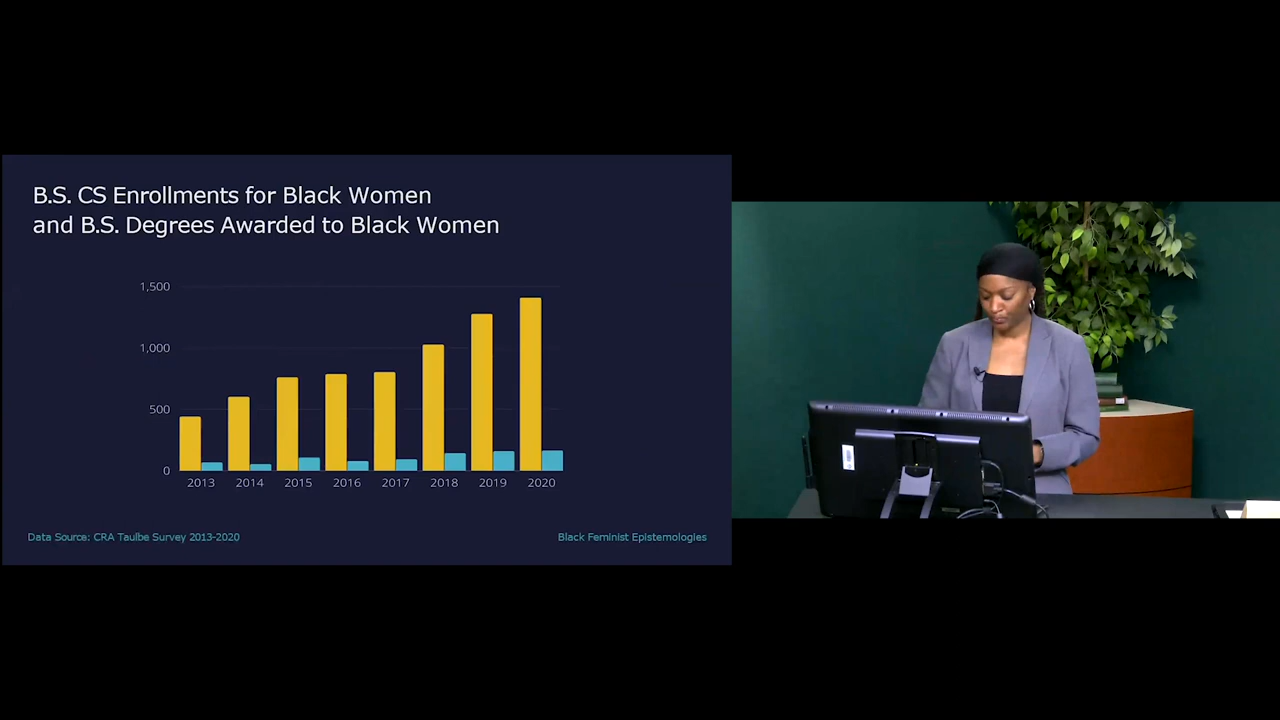 B.S. CS Enrollments for Black Women
and B.S. Degrees Awarded to Black Women
1,500
1,000
500
0
2013 2014 2015 2016 2017 2018 2019 2020
Data Source: CRA Taulbe Survey 2013-2020
Black Feminist Epistemologies